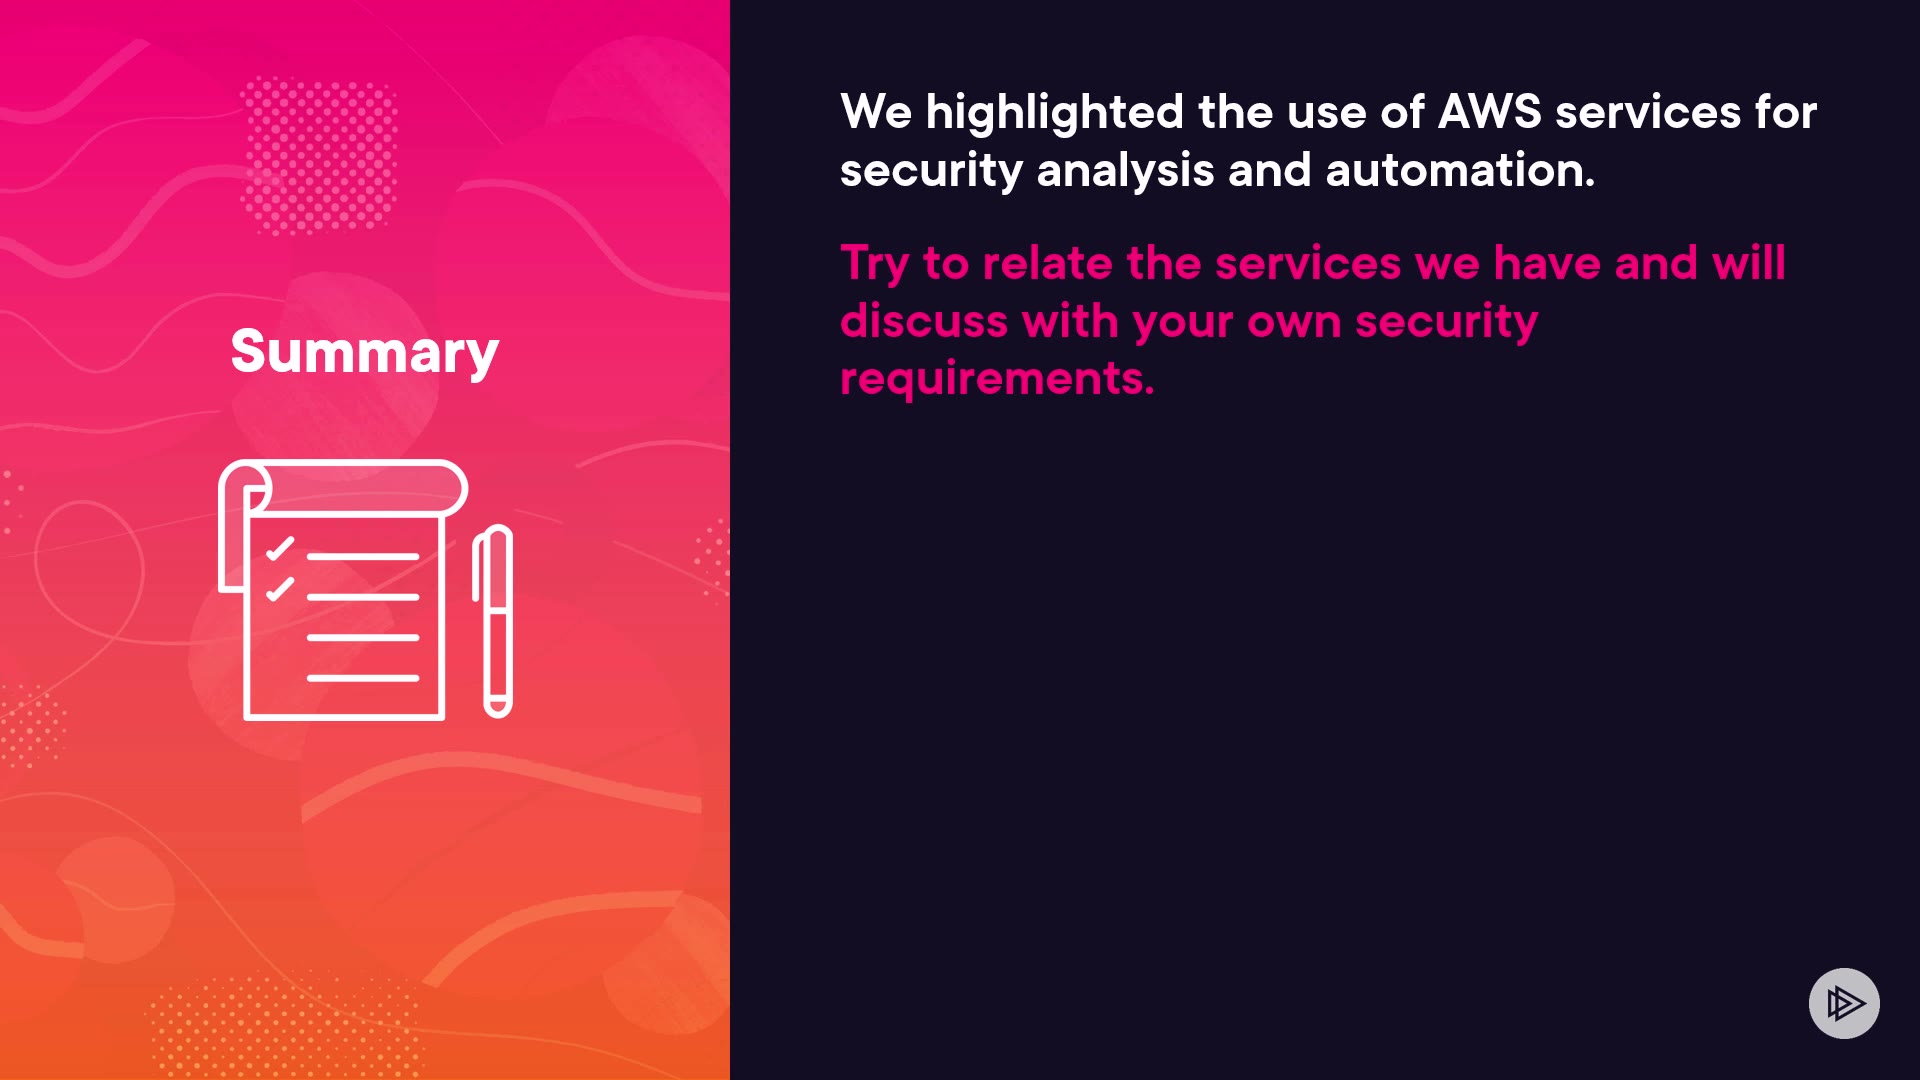 Summary
We highlighted the use of AWS services for
security analysis and automation.
Try to relate the services we have and will
discuss with your own security
requirements.